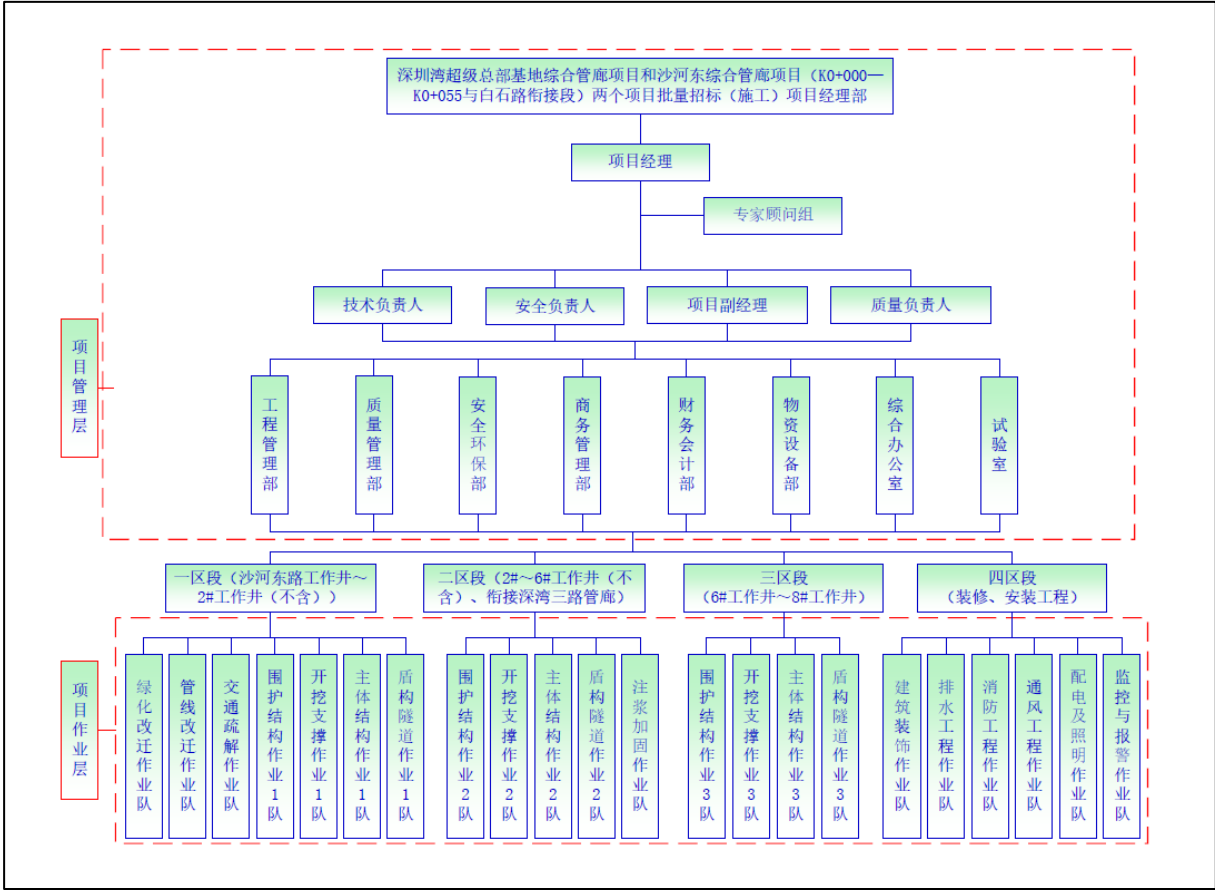 深圳湾超级总部基地综合管廊项目和沙河东综合管廊项目（K0+000—
K0+055与白石路衔接段）两个项目批量招标（施工）项目经理部
项目经理
专家顾问组
技术负责人
安全负责人
项目副经理
质量负责人
项目管理层
工程管理部
质量管理部
安全环保部
商务管理部
财务会计部
物资设备部
综合办公室
试验室
一区段（沙河东路工作井～
2#工作井（不含））
二区段（2#～6#工作井（不
含）、衔接深湾三路管廊）
三区段
（6#工作井～8#工作井）
四区段
（装修、安装工程）
项目作业层
绿化改迁作业队
管线改迁作业队
交通疏解作业队
围护结构作业1队
开挖支撑作业1队
主体结构作业1队
盾构隧道作业1队
围护结构作业2队
开挖支撑作业2队
主体结构作业2队
盾构隧道作业2队
注浆加固作业队
围护结构作业3队
开挖支撑作业3队
主体结构作业3队
盾构隧道作业3队
建筑装饰作业队
排水工程作业队
消防工程作业队
通风工程作业队
配电及照明作业队
监控与报警作业队